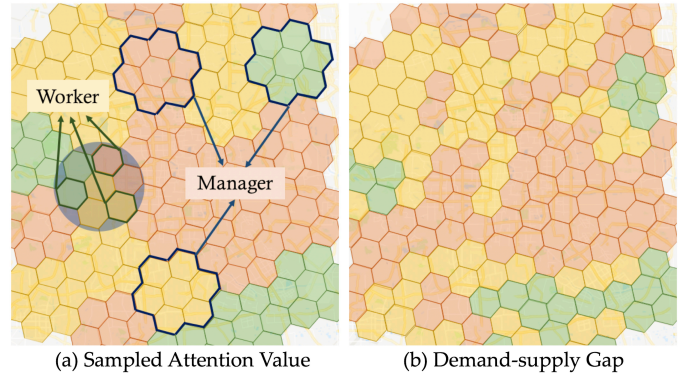 Worker
Manager
(a) Sampled Attention Value
(b) Demand-supply Gap